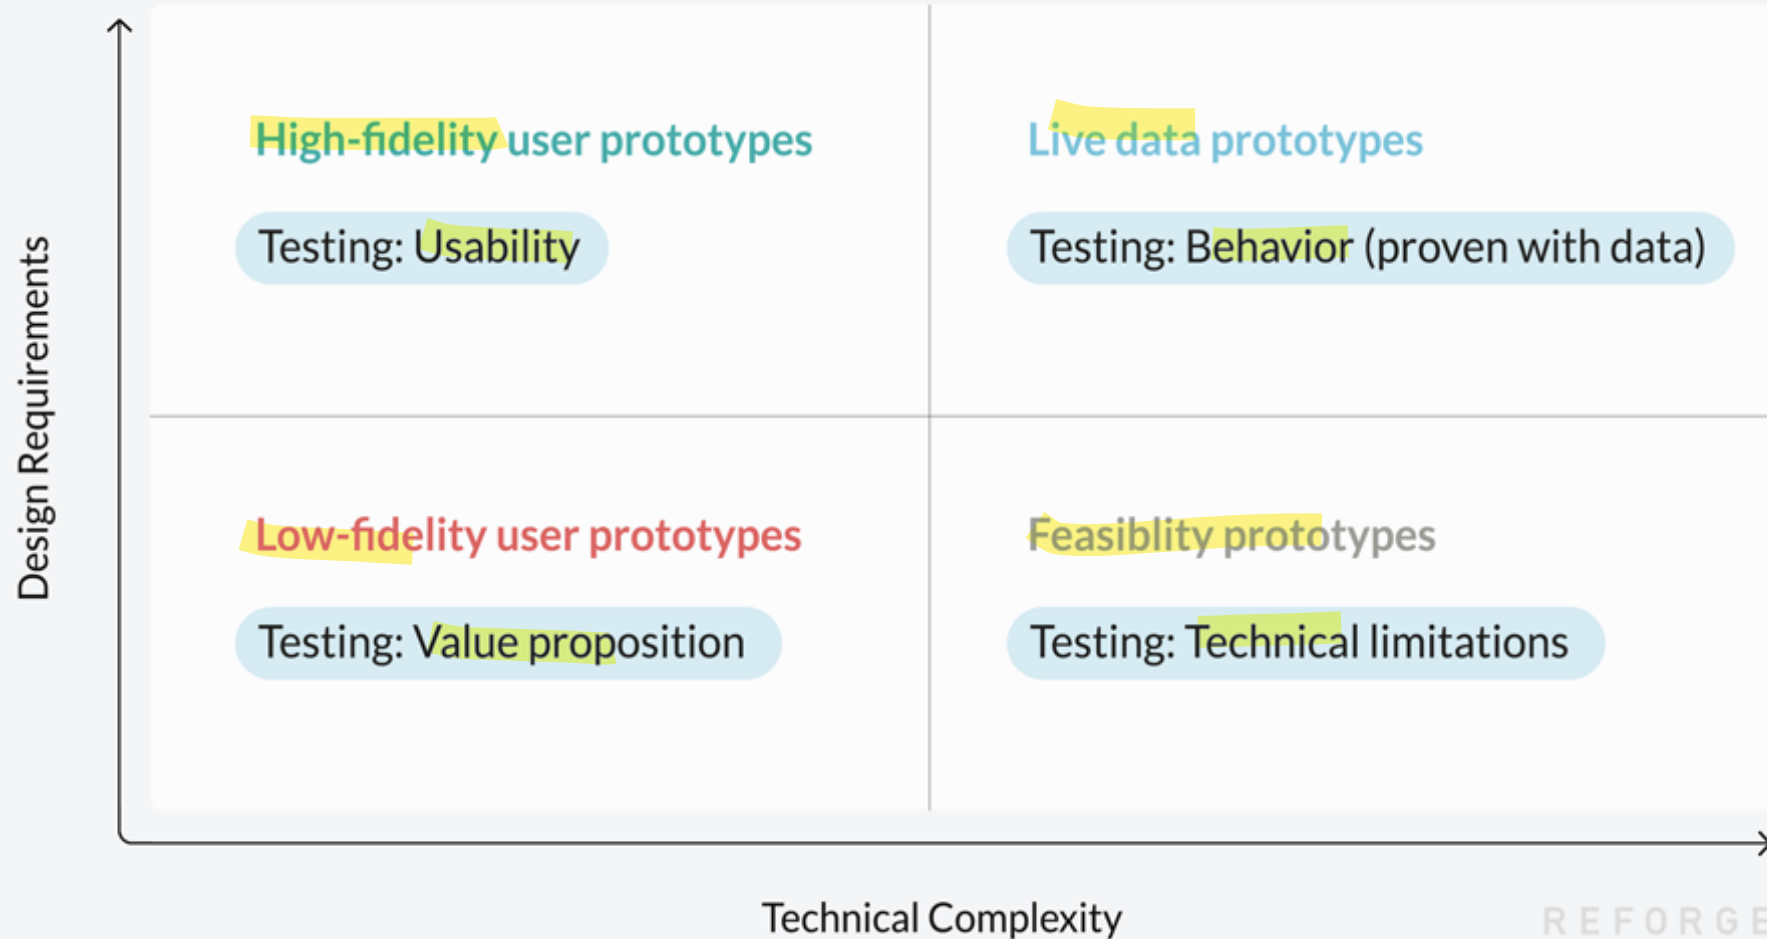 High-fidelity user prototypes
Testing: Usability
Live data prototypes
Testing: Behavior (proven with data)
Design Requirements
Low-fidelity user prototypes
Testing: Value proposition
Feasiblity prototypes
Testing: Technical limitations
Technical Complexity
REFORGE